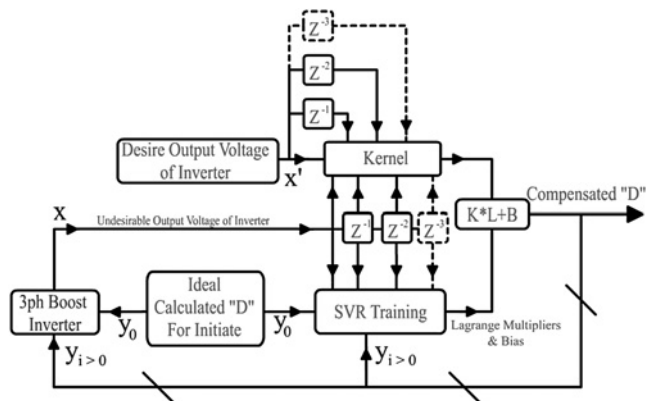 Z⁻³
Z⁻²
Z⁻¹
Desire Output Voltage
of Inverter
x'
Kernel
Compensated "D"
K*L+B
x
Undesirable Output Voltage of Inverter
Z⁻¹
Z⁻²
Z⁻³
3ph Boost
Inverter
y₀
Ideal
Calculated "D"
For Initiate
y₀
SVR Training
Lagrange Multipliers
& Bias
yᵢ > 0
yᵢ > 0